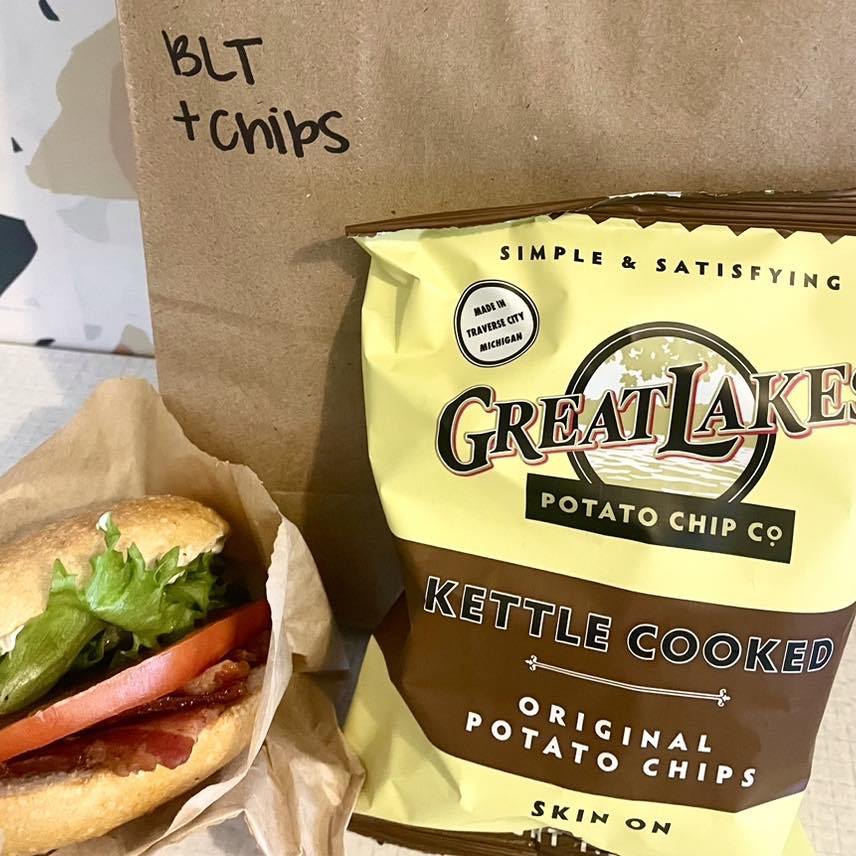 BLT
+ Chips
SIMPLE & SATISFYING
MADE IN
TRAVERSE CITY
MICHIGAN
GREAT LAKES
POTATO CHIP CO
KETTLE COOKED
ORIGINAL
POTATO CHIPS
SKIN ON